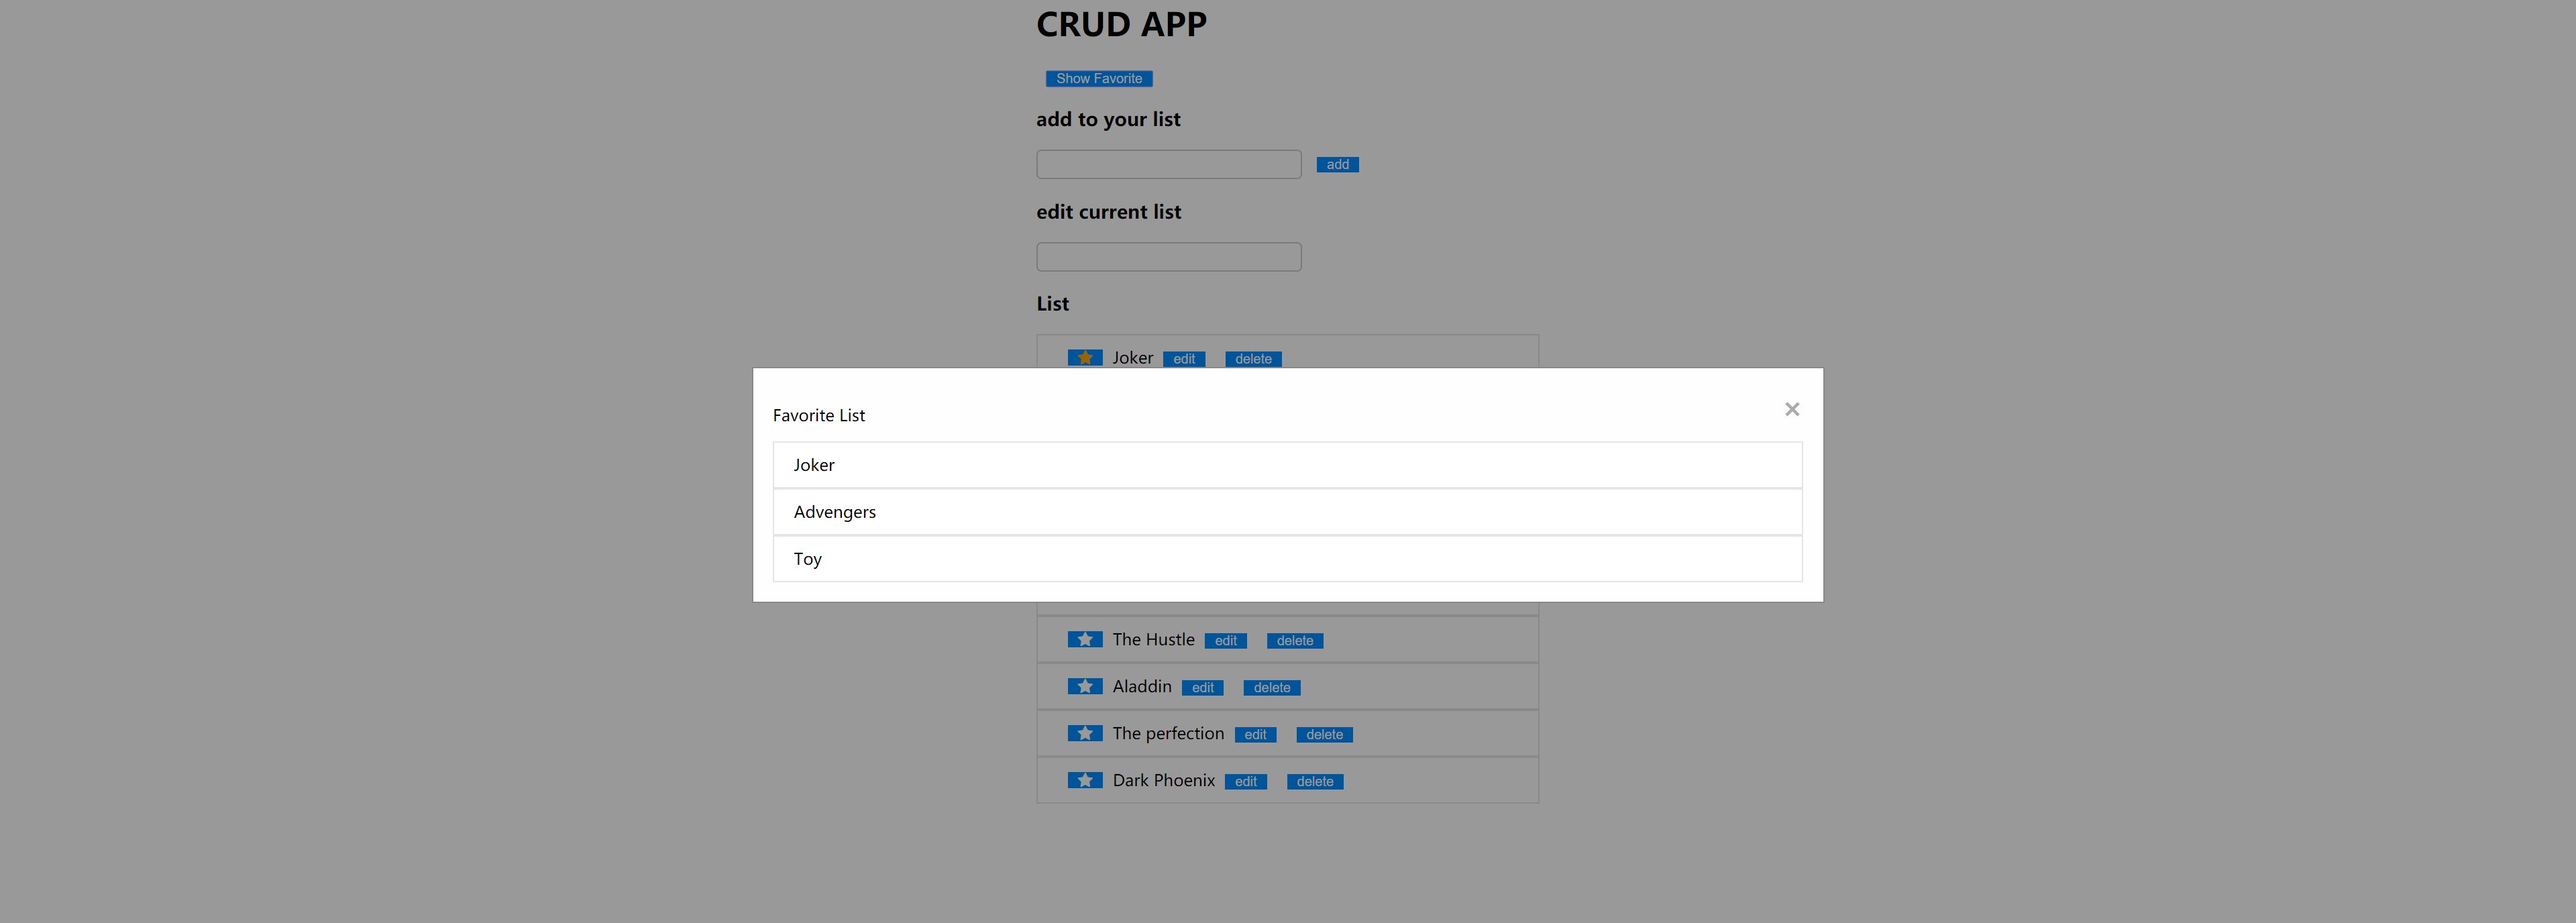 CRUD APP
Show Favorite
add to your list
add
edit current list
List
Joker edit delete
Favorite List ×
Joker
Advengers
Toy
The Hustle edit delete
Aladdin edit delete
The perfection edit delete
Dark Phoenix edit delete